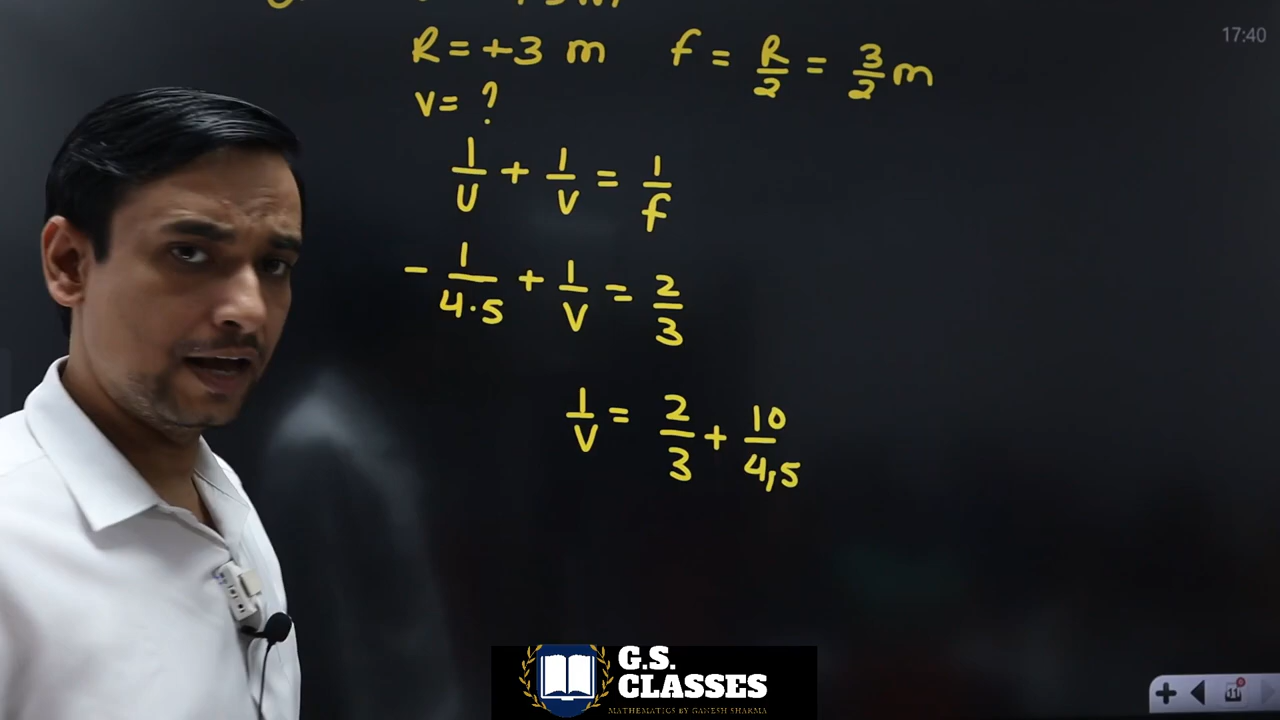 17:40
R = +3 m f = R/2 = 3/2 m
v = ?
1/U + 1/V = 1/f
- 1/4.5 + 1/V = 2/3
1/V = 2/3 + 10/4,5
G.S.
CLASSES
MATHEMATICS BY GANESH SHARMA
11